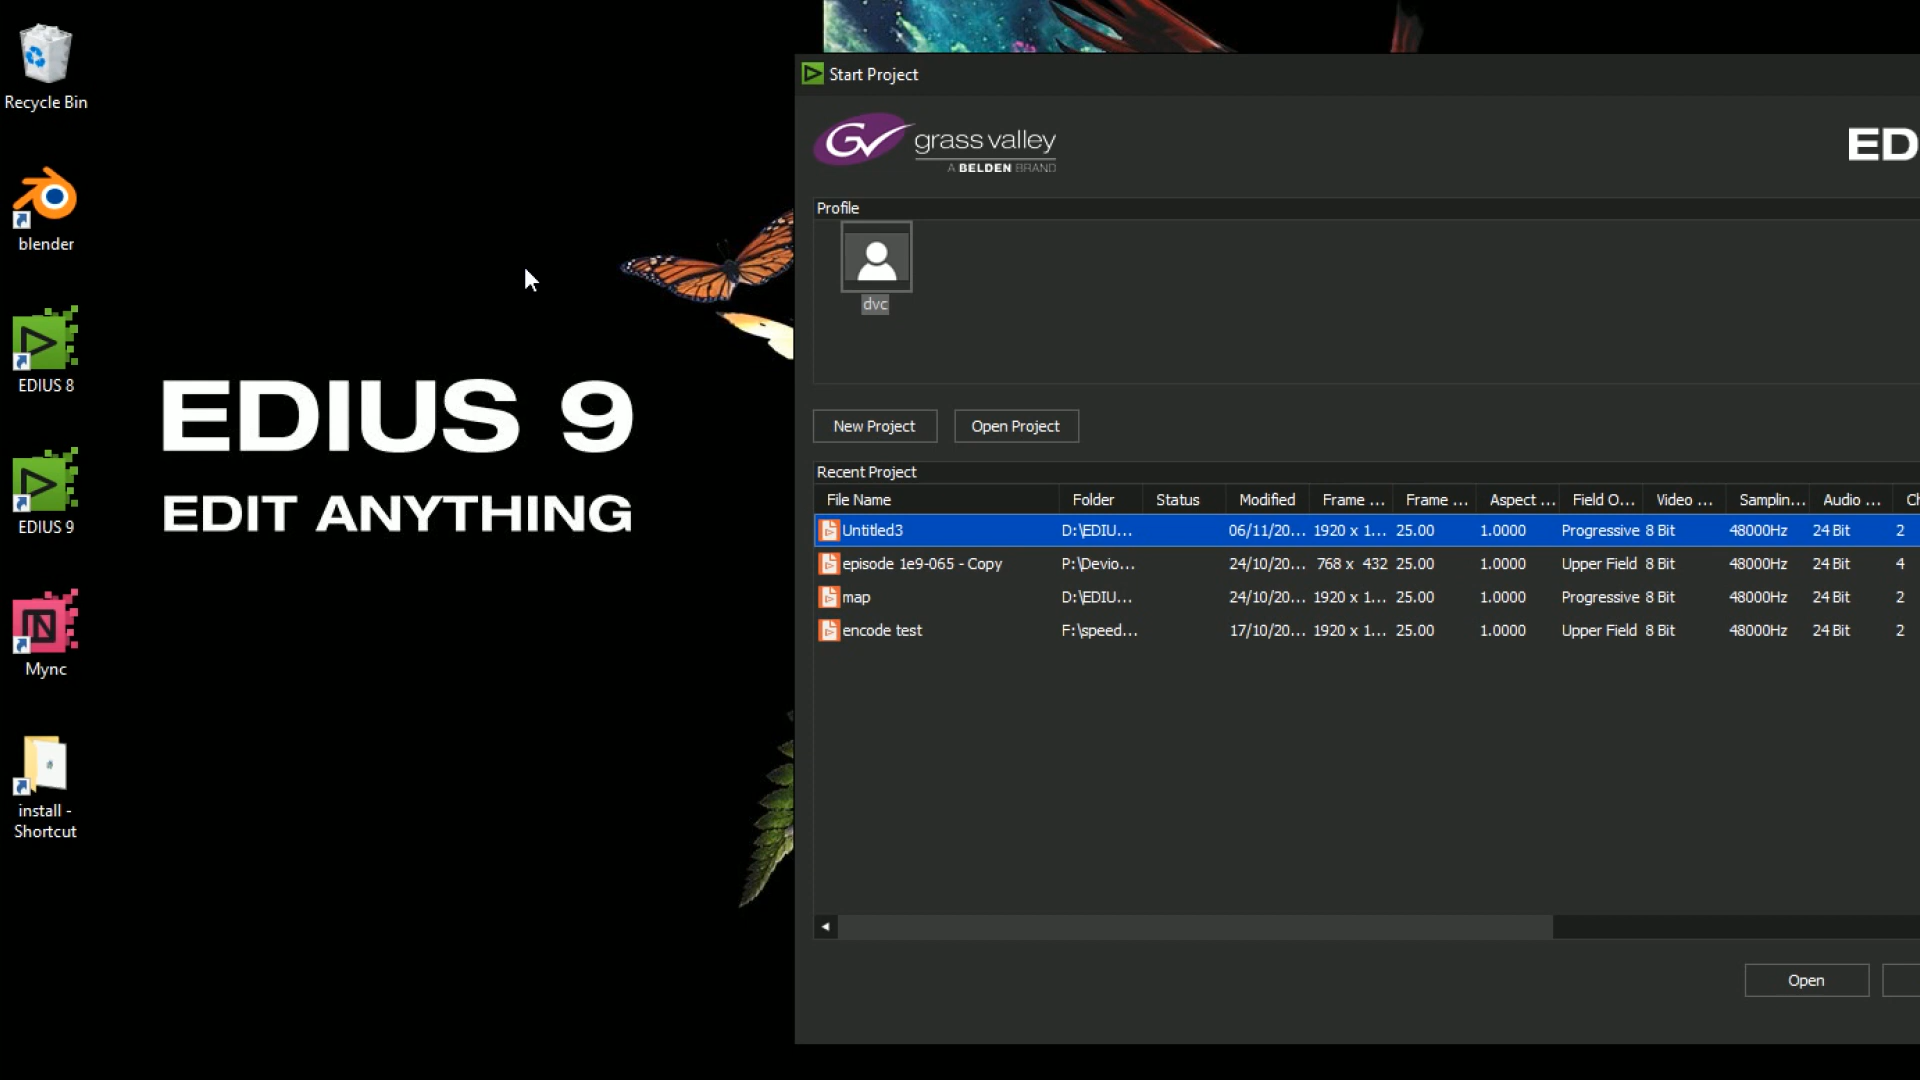 Recycle Bin
blender
EDIUS 8
EDIUS 9
Mync
install -
Shortcut
EDIUS 9
EDIT ANYTHING
Start Project
GV grass valley
A BELDEN BRAND
ED
Profile
dvc
New Project Open Project
Recent Project
File Name Folder Status Modified Frame ... Frame ... Aspect ... Field O... Video ... Samplin... Audio ... Ch
Untitled3 D:\EDIU... 06/11/20... 1920 x 1... 25.00 1.0000 Progressive 8 Bit 48000Hz 24 Bit 2
episode 1e9-065 - Copy P:\Devio... 24/10/20... 768 x 432 25.00 1.0000 Upper Field 8 Bit 48000Hz 24 Bit 4
map D:\EDIU... 24/10/20... 1920 x 1... 25.00 1.0000 Progressive 8 Bit 48000Hz 24 Bit 2
encode test F:\speed... 17/10/20... 1920 x 1... 25.00 1.0000 Upper Field 8 Bit 48000Hz 24 Bit 2
Open